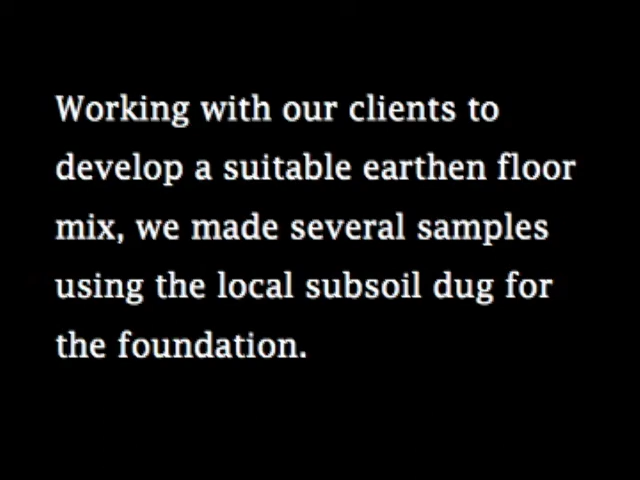 Working with our clients to
develop a suitable earthen floor
mix, we made several samples
using the local subsoil dug for
the foundation.